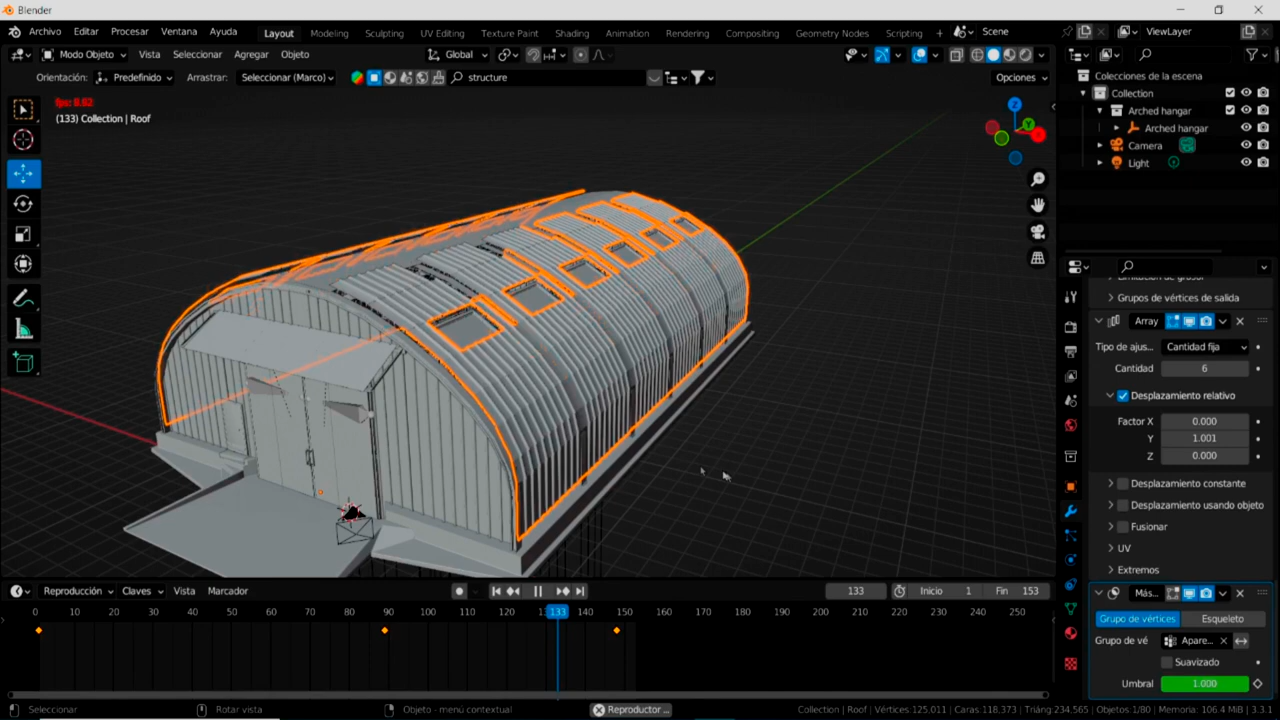 Blender
Archivo Editar Procesar Ventana Ayuda Layout Modeling Sculpting UV Editing Texture Paint Shading Animation Rendering Compositing Geometry Nodes Scripting + Scene ViewLayer
Modo Objeto Vista Seleccionar Agregar Objeto Global
Orientación: Predefinido Arrastrar: Seleccionar (Marco) structure Opciones
fps: 8.52
(133) Collection | Roof
Z
Y
X
Colecciones de la escena
Collection
Arched hangar
Arched hangar
Camera
Light
Grupos de vértices de salida
Array
Tipo de ajus... Cantidad fija
Cantidad 6
Desplazamiento relativo
Factor X 0.000
Y 1.001
Z 0.000
Desplazamiento constante
Desplazamiento usando objeto
Fusionar
UV
Extremos
Más...
Grupo de vértices Esqueleto
Grupo de vé Apare...
Suavizado
Umbral 1.000
Reproducción Claves Vista Marcador 133 Inicio 1 Fin 153
0 10 20 30 40 50 60 70 80 90 100 110 120 133 140 150 160 170 180 190 200 210 220 230 240 250
Seleccionar Rotar vista Objeto - menú contextual Reproductor ... Collection | Roof Vértices:125.011 Caras:118,373 Triáng:234.565 Objetos:1/80 Memoria: 106.4 MiB 3.3.1